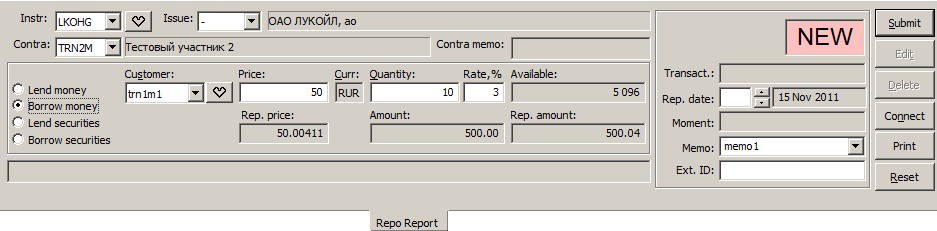 Instr: LKOHG Issue: - ОАО ЛУКОЙЛ, ао
Contra: TRN2M Тестовый участник 2 Contra memo:
Customer: Price: Curr: Quantity: Rate,% Available:
Lend money
trn1m1 50 RUR 10 3 5 096
Borrow money
Rep. price: Amount: Rep. amount:
Lend securities
50.00411 500.00 500.04
Borrow securities
NEW
Transact.:
Rep. date: 15 Nov 2011
Moment:
Memo: memo1
Ext. ID:
Submit
Edit
Delete
Connect
Print
Reset
Repo Report